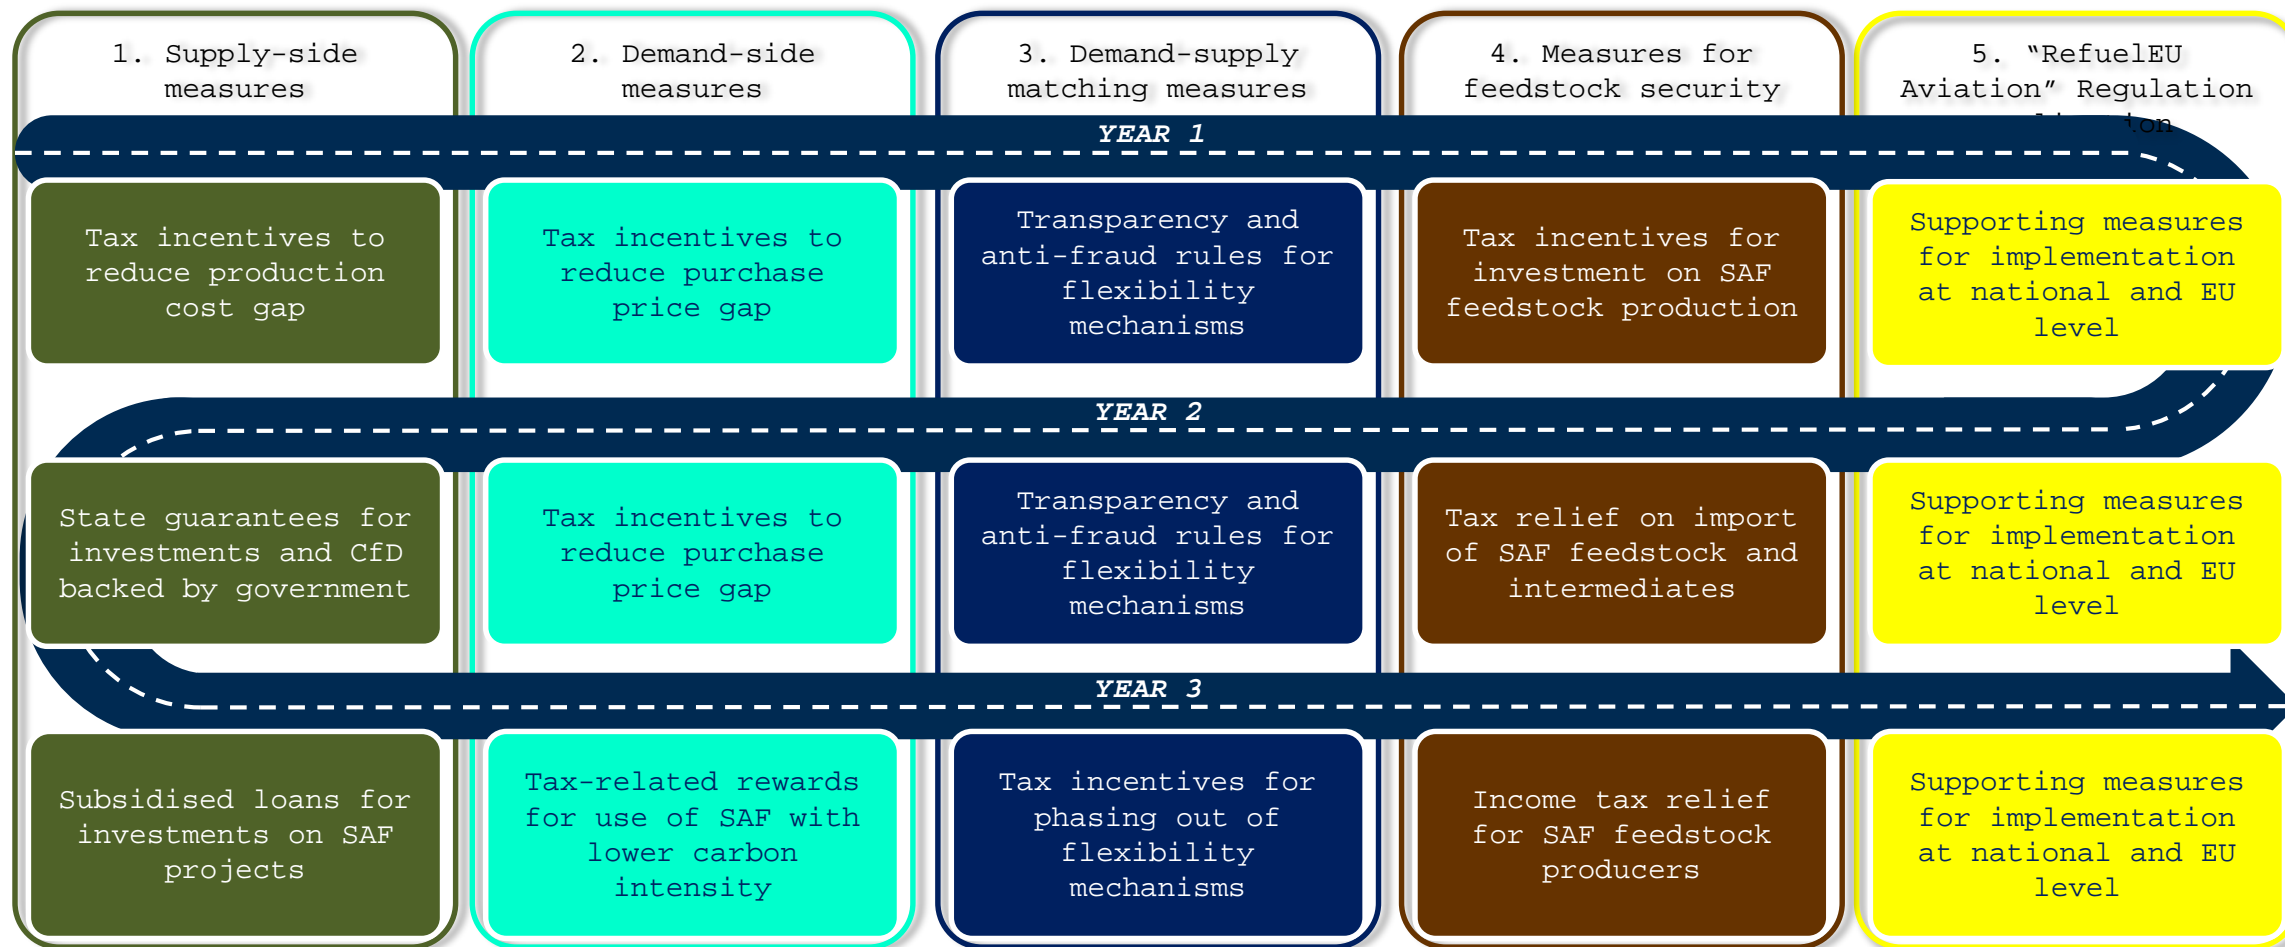 1. Supply-side
measures
2. Demand-side
measures
3. Demand-supply
matching measures
4. Measures for
feedstock security
5. “RefuelEU
Aviation” Regulation
YEAR 1
Tax incentives to
reduce production
cost gap
Tax incentives to
reduce purchase
price gap
Transparency and
anti-fraud rules for
flexibility
mechanisms
Tax incentives for
investment on SAF
feedstock production
Supporting measures
for implementation
at national and EU
level
YEAR 2
State guarantees for
investments and CfD
backed by government
Tax incentives to
reduce purchase
price gap
Transparency and
anti-fraud rules for
flexibility
mechanisms
Tax relief on import
of SAF feedstock and
intermediates
Supporting measures
for implementation
at national and EU
level
YEAR 3
Subsidised loans for
investments on SAF
projects
Tax-related rewards
for use of SAF with
lower carbon
intensity
Tax incentives for
phasing out of
flexibility
mechanisms
Income tax relief
for SAF feedstock
producers
Supporting measures
for implementation
at national and EU
level